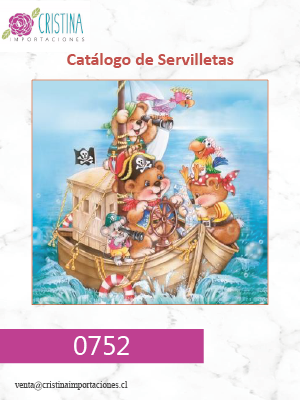 CRISTINA
IMPORTACIONES
Catálogo de Servilletas
0752
venta@cristinaimportaciones.cl